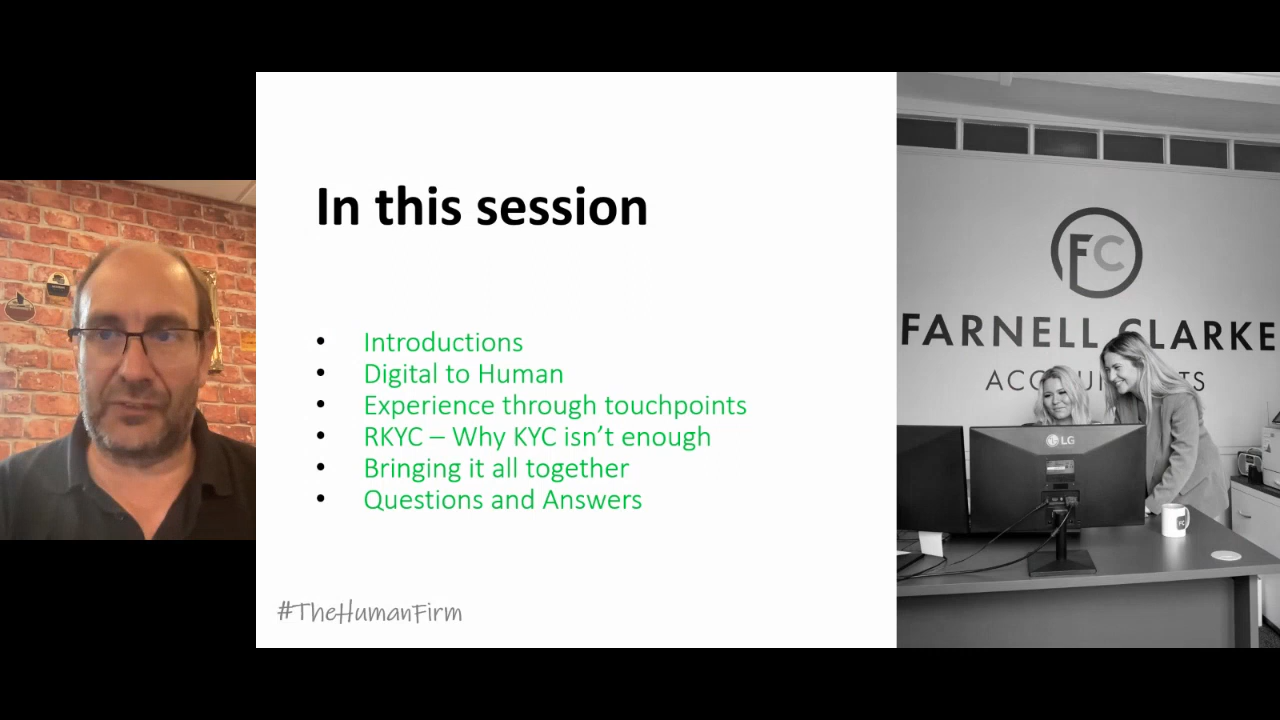 In this session
• Introductions
• Digital to Human
• Experience through touchpoints
• RKYC – Why KYC isn’t enough
• Bringing it all together
• Questions and Answers
#TheHumanFirm
FC
FARNELL CLARKE
LG
FC